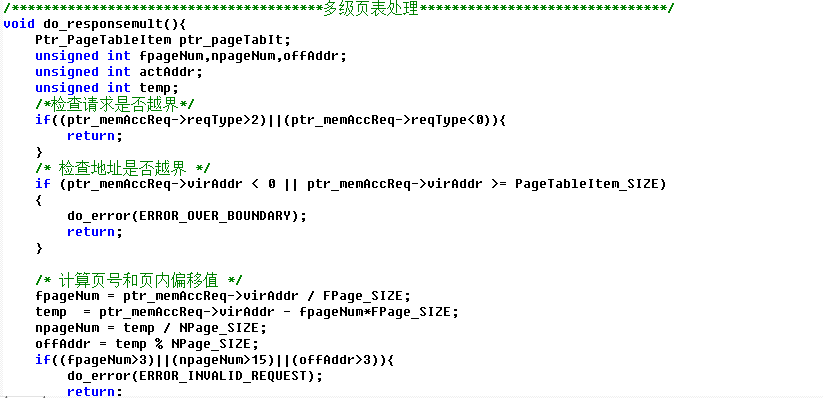 /***************************************多级页表处理*******************************/
void do_responsemult(){
    Ptr_PageTableItem ptr_pageTabIt;
    unsigned int fpageNum,npageNum,offAddr;
    unsigned int actAddr;
    unsigned int temp;
    /*检查请求是否越界*/
    if((ptr_memAccReq->reqType>2)||(ptr_memAccReq->reqType<0)){
        return;
    }
    /* 检查地址是否越界 */
    if (ptr_memAccReq->virAddr < 0 || ptr_memAccReq->virAddr >= PageTableItem_SIZE)
    {
        do_error(ERROR_OVER_BOUNDARY);
        return;
    }
    /* 计算页号和页内偏移值 */
    fpageNum = ptr_memAccReq->virAddr / FPage_SIZE;
    temp  = ptr_memAccReq->virAddr - fpageNum*FPage_SIZE;
    npageNum = temp / NPage_SIZE;
    offAddr = temp % NPage_SIZE;
    if((fpageNum>3)||(npageNum>15)||(offAddr>3)){
        do_error(ERROR_INVALID_REQUEST);
        return;